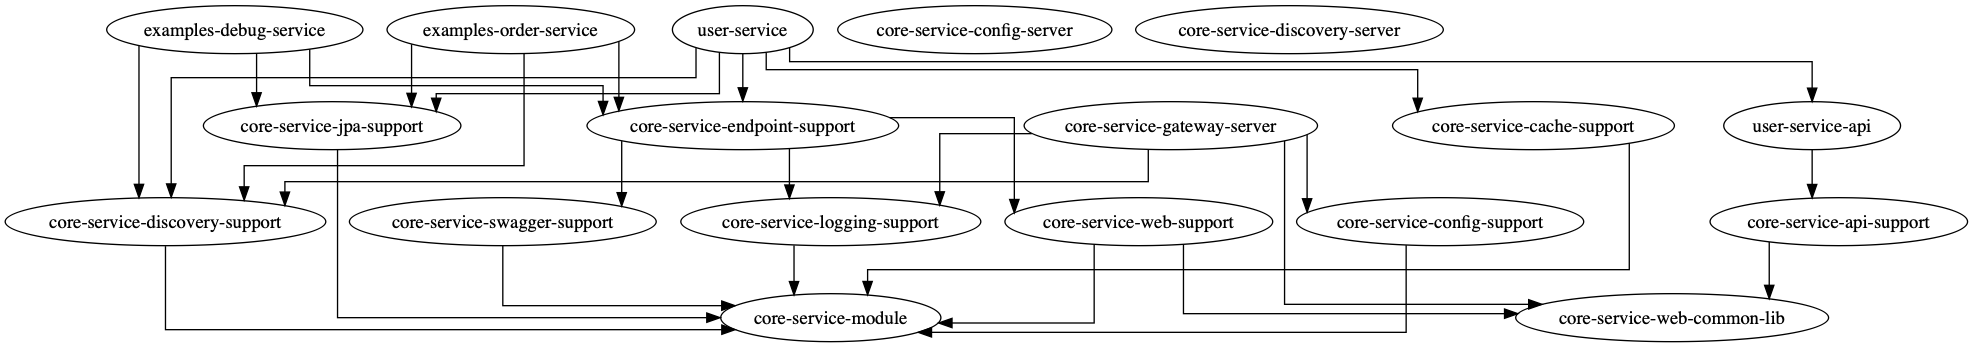 examples-debug-service
examples-order-service
user-service
core-service-config-server
core-service-discovery-server
core-service-jpa-support
core-service-endpoint-support
core-service-gateway-server
core-service-cache-support
user-service-api
core-service-discovery-support
core-service-swagger-support
core-service-logging-support
core-service-web-support
core-service-config-support
core-service-api-support
core-service-module
core-service-web-common-lib